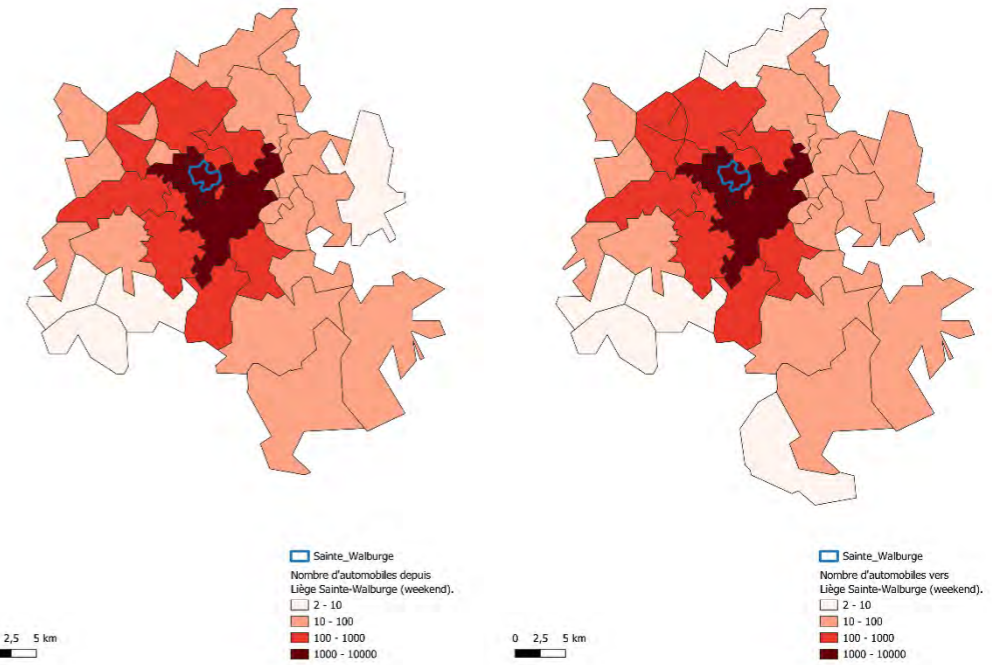 Sainte_Walburge
Nombre d'automobiles depuis
Liège Sainte-Walburge (weekend).
2 - 10
10 - 100
100 - 1000
1000 - 10000
2,5 5 km
Sainte_Walburge
Nombre d'automobiles vers
Liège Sainte-Walburge (weekend).
2 - 10
10 - 100
100 - 1000
1000 - 10000
0 2,5 5 km